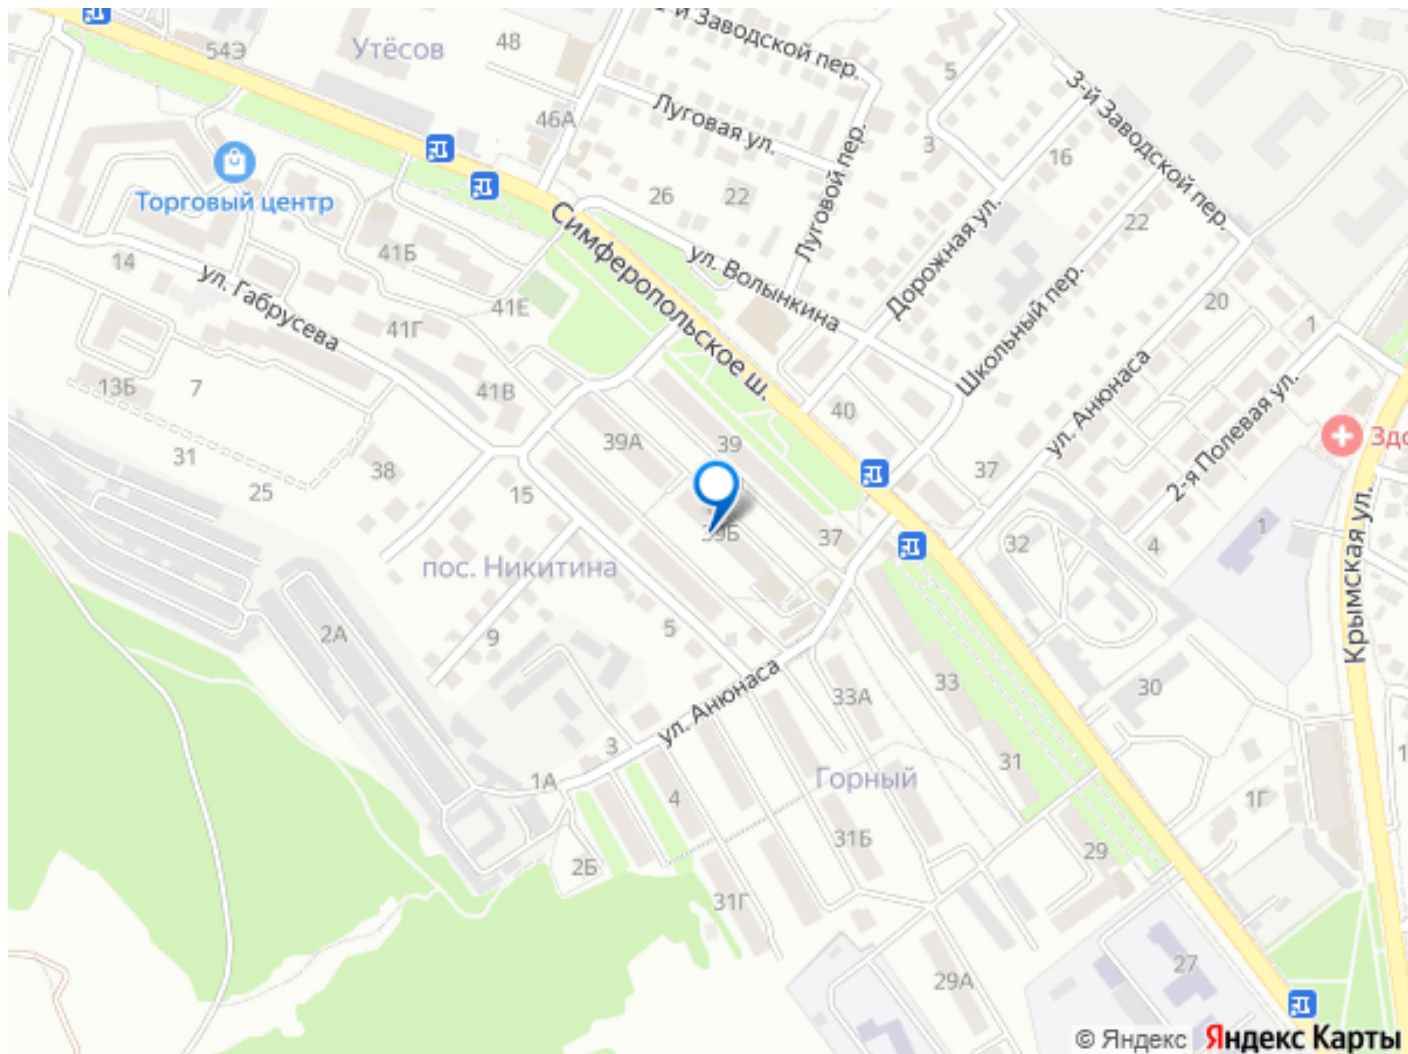 2-й Заводской пер.
54Э
Утёсов
48
5
3-й Заводской пер.
Луговая ул.
46А
3
16
Луговой пер.
Торговый центр
26
22
Дорожная ул.
22
Симферопольское ш.
ул. Волынкина
41Б
14
ул. Габрусева
41Е
41Г
Школьный пер.
20
1
13Б
7
41В
40
ул. Анюнаса
2-я Полевая ул.
39А
39
Здо
31
38
37
25
15
Крымская ул.
39Б
37
32
4
1
пос. Никитина
2А
9
5
33А
33
30
ул. Анюнаса
3
1А
Горный
31
4
1Г
31Б
29
2Б
31Г
29А
27
© Яндекс Яндекс Карты